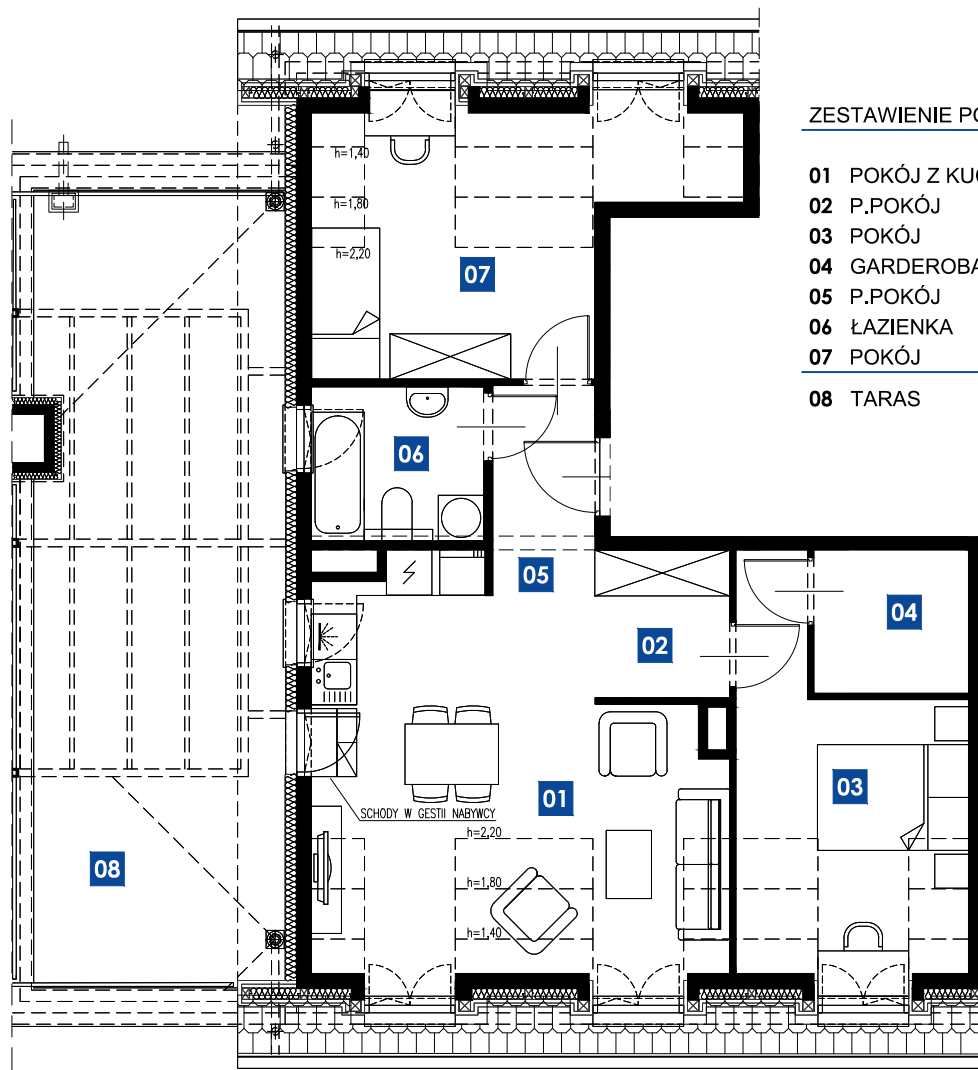 ZESTAWIENIE
01 POKÓJ Z
02 P.POKÓJ
03 POKÓJ
04 GARDEROBA
05 P.POKÓJ
06 ŁAZIENKA
07 POKÓJ
08 TARAS
h=1,40
h=1,80
h=2,20
07
06
05
04
02
03
01
SCHODY W GESTII NABYWCY
h=2,20
08
h=1,80
h=1,40